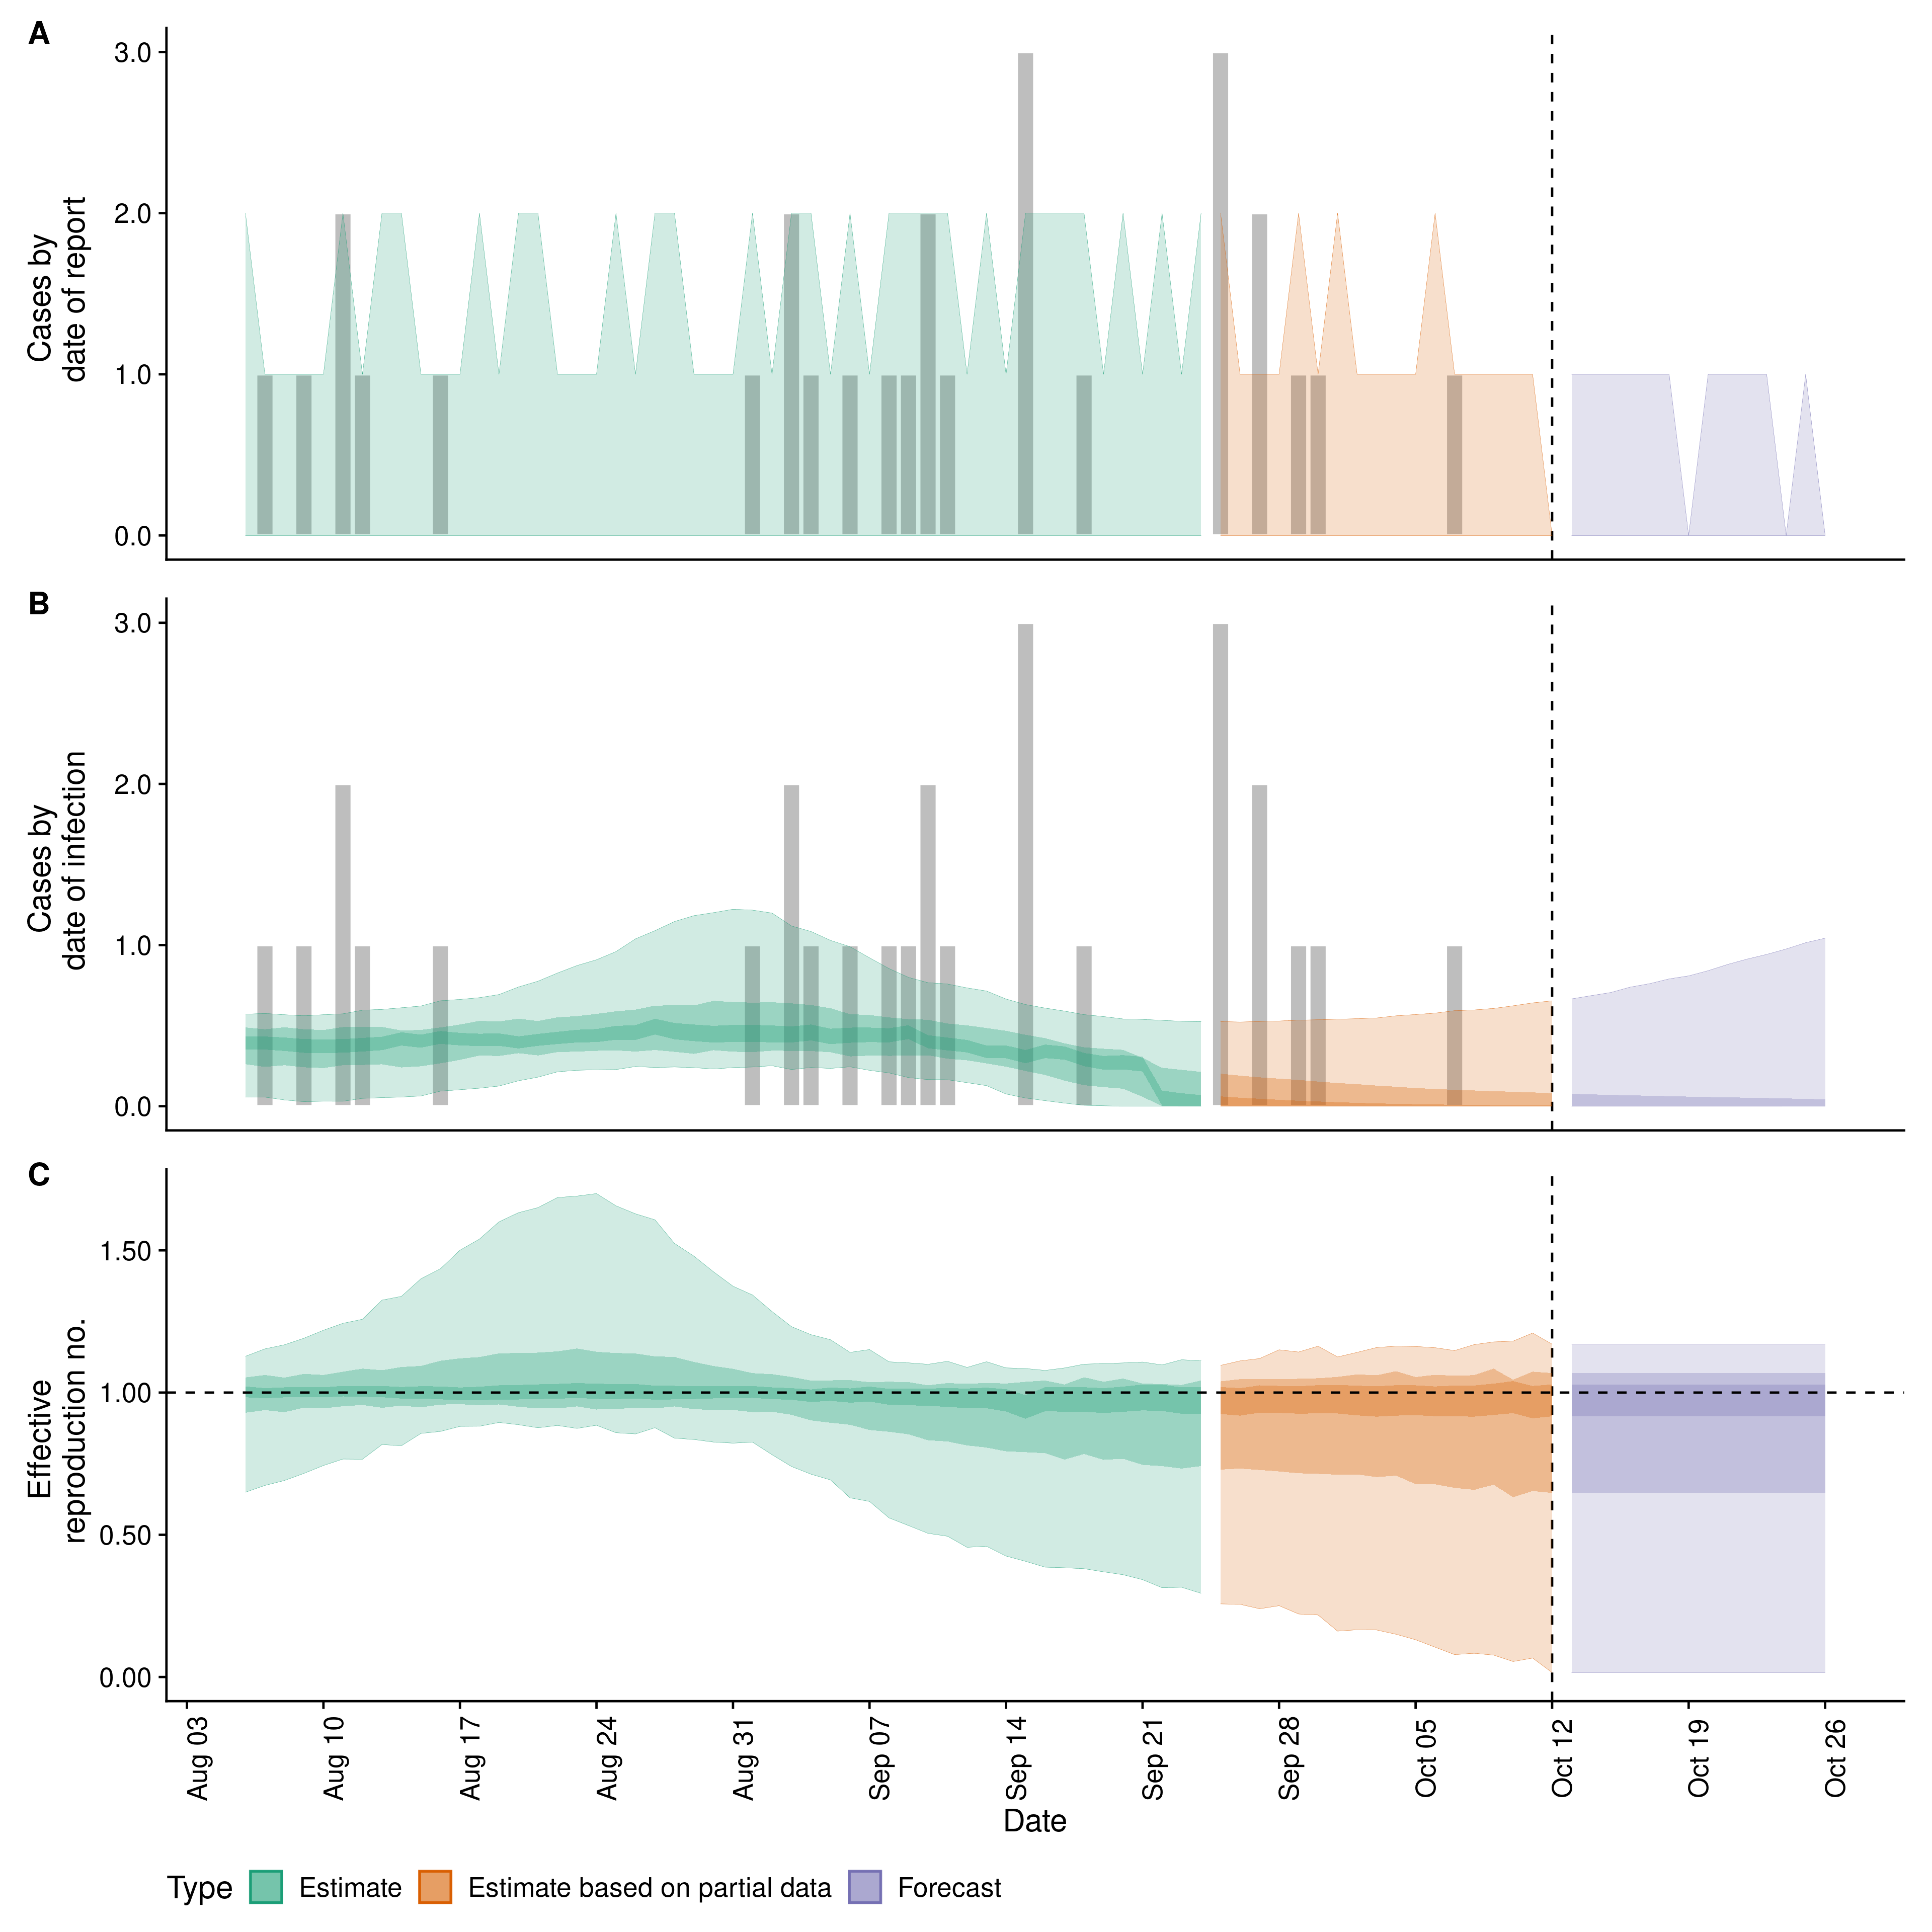 A
Cases by
date of report
3.0
2.0
1.0
0.0
B
Cases by
date of infection
3.0
2.0
1.0
0.0
C
Effective
reproduction no.
1.50
1.00
0.50
0.00
Aug 03
Aug 10
Aug 17
Aug 24
Aug 31
Sep 07
Sep 14
Sep 21
Sep 28
Oct 05
Oct 12
Oct 19
Oct 26
Date
Type Estimate Estimate based on partial data Forecast